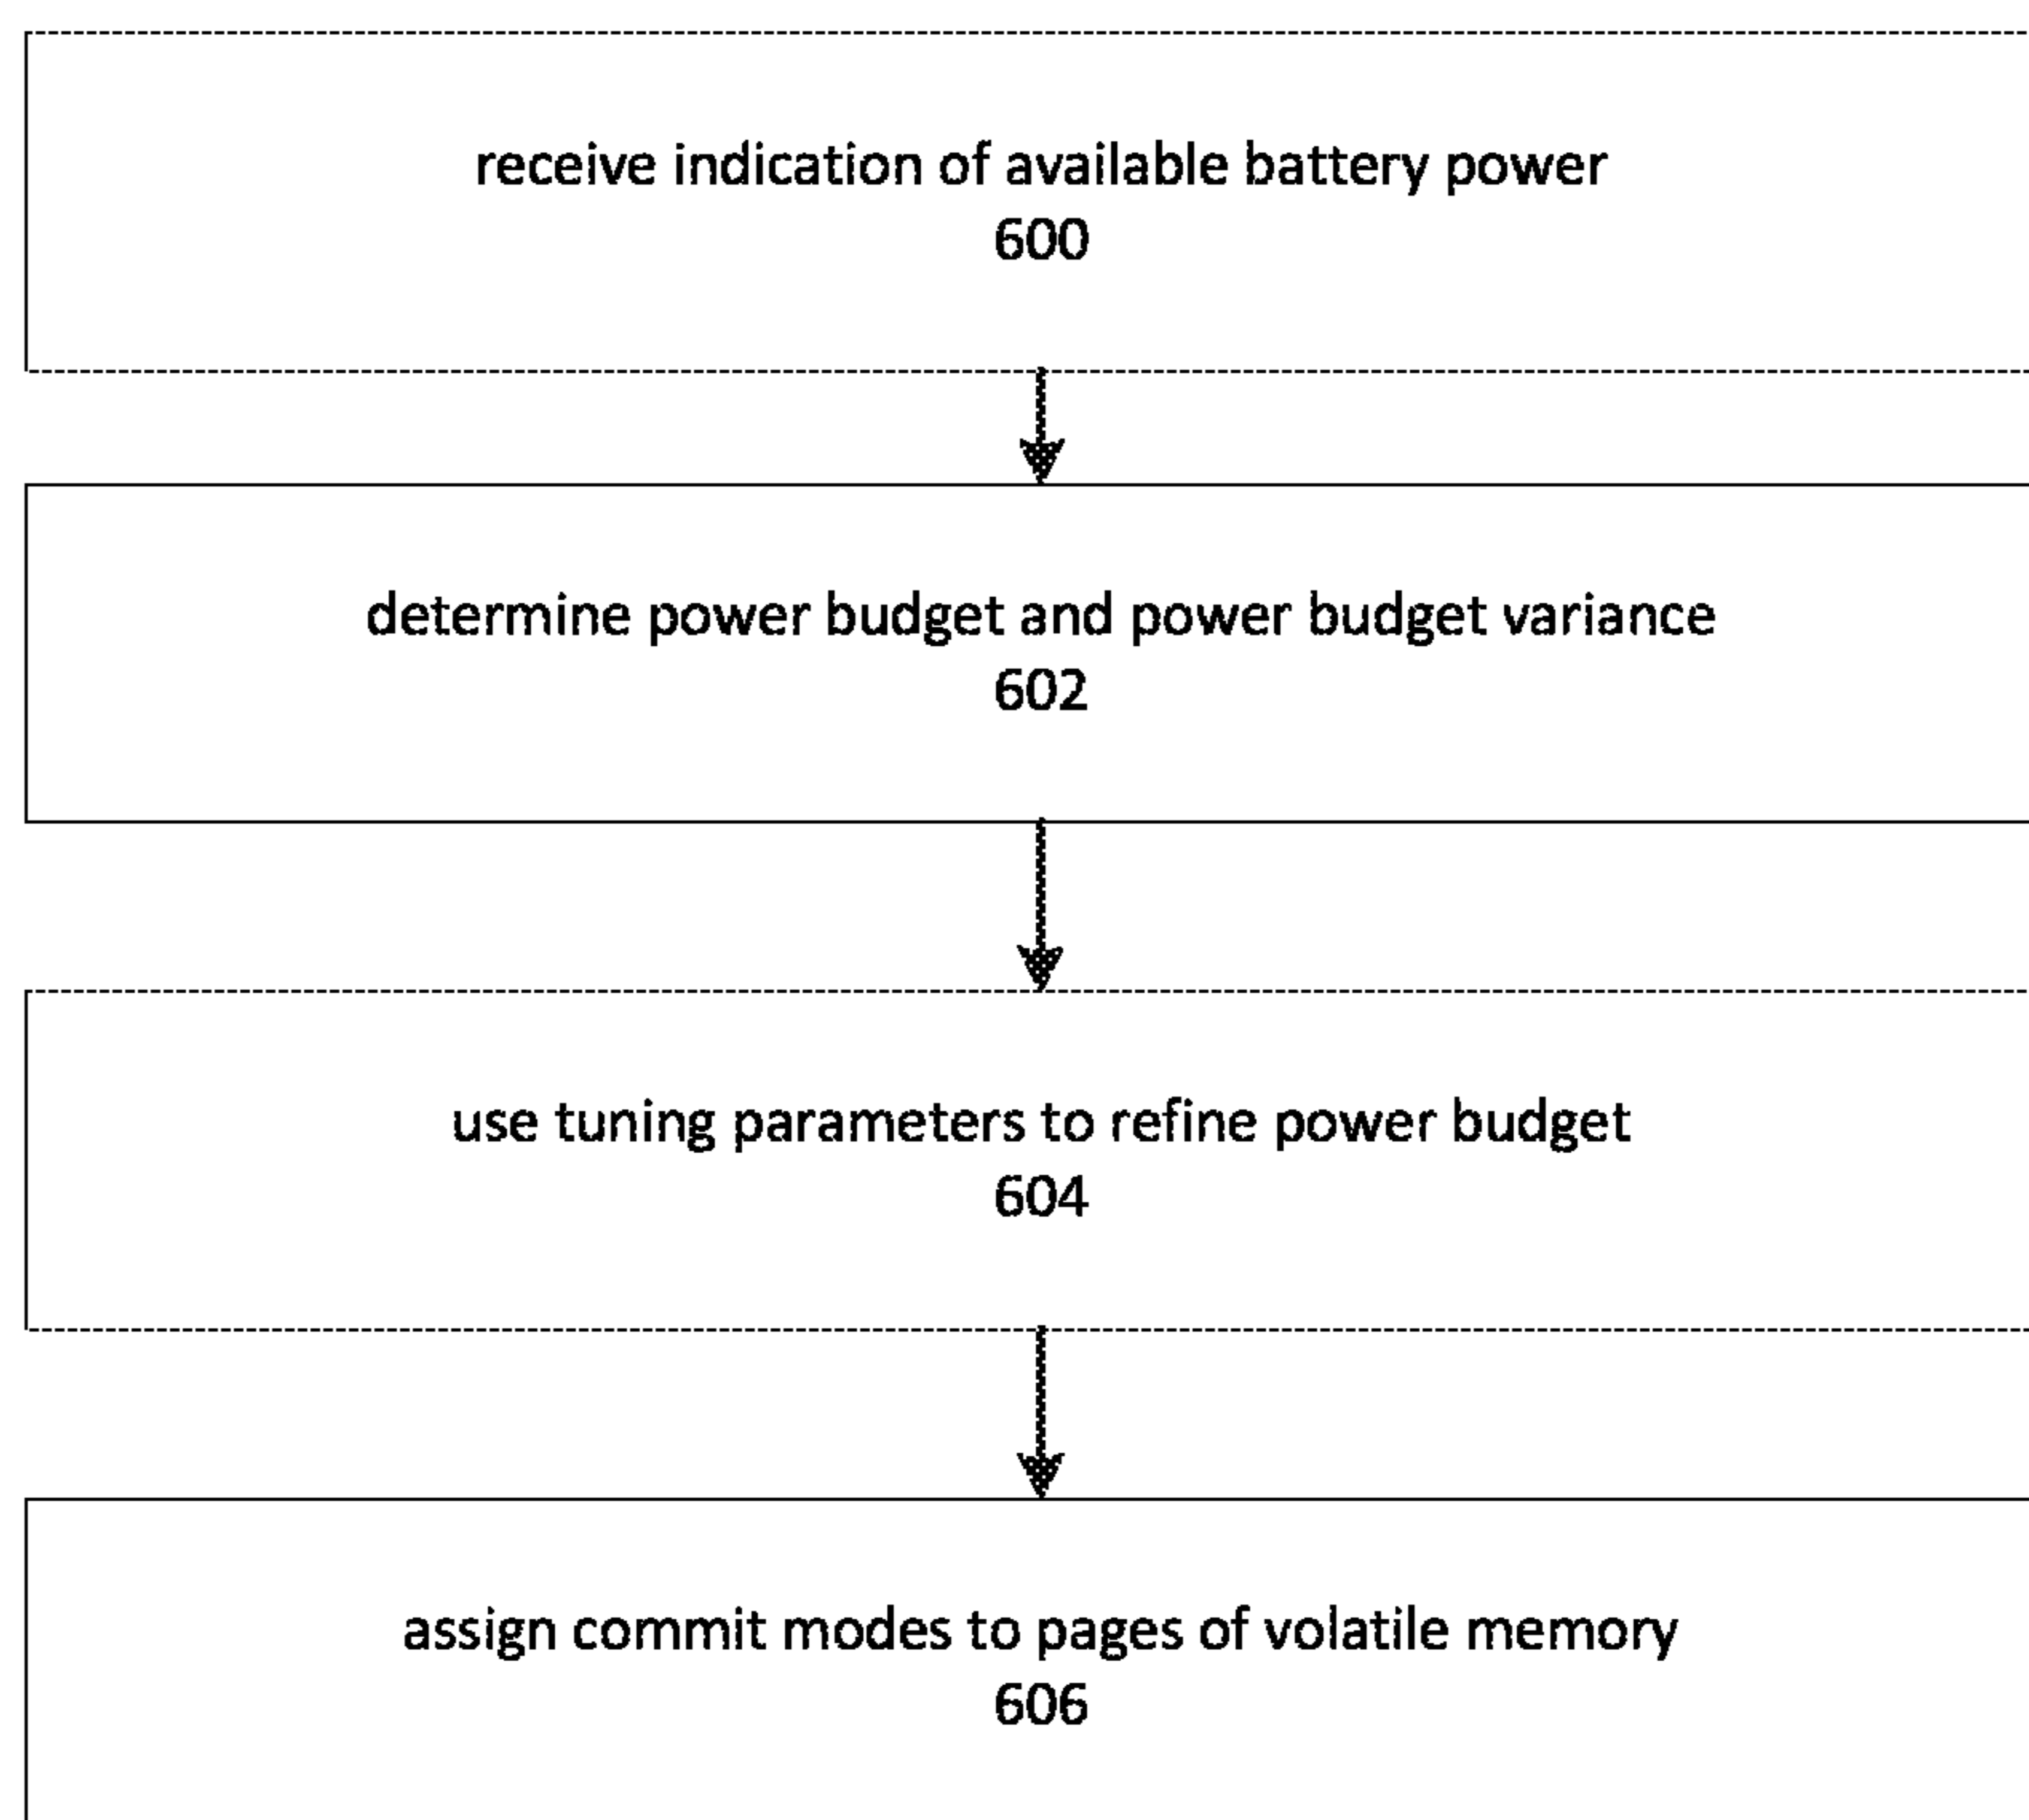 receive indication of available battery power
600
determine power budget and power budget variance
602
use tuning parameters to refine power budget
604
assign commit modes to pages of volatile memory
606